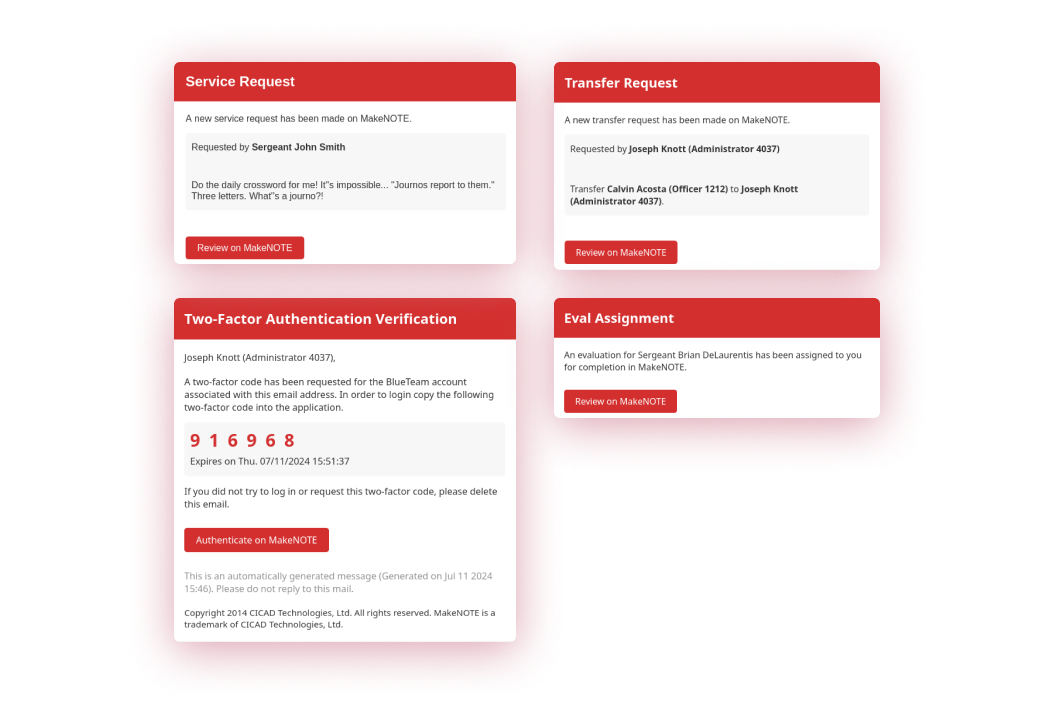 Service Request
A new service request has been made on MakeNOTE.
Requested by Sergeant John Smith
Do the daily crossword for me! It"s impossible... "Journos report to them."
Three letters. What"s a journo?!
Review on MakeNOTE
Transfer Request
A new transfer request has been made on MakeNOTE.
Requested by Joseph Knott (Administrator 4037)
Transfer Calvin Acosta (Officer 1212) to Joseph Knott
(Administrator 4037).
Review on MakeNOTE
Two-Factor Authentication Verification
Joseph Knott (Administrator 4037),
A two-factor code has been requested for the BlueTeam account
associated with this email address. In order to login copy the following
two-factor code into the application.
9 1 6 9 6 8
Expires on Thu. 07/11/2024 15:51:37
If you did not try to log in or request this two-factor code, please delete
this email.
Authenticate on MakeNOTE
This is an automatically generated message (Generated on Jul 11 2024
15:46). Please do not reply to this mail.
Copyright 2014 CICAD Technologies, Ltd. All rights reserved. MakeNOTE is a
trademark of CICAD Technologies, Ltd.
Eval Assignment
An evaluation for Sergeant Brian DeLaurentis has been assigned to you
for completion in MakeNOTE.
Review on MakeNOTE